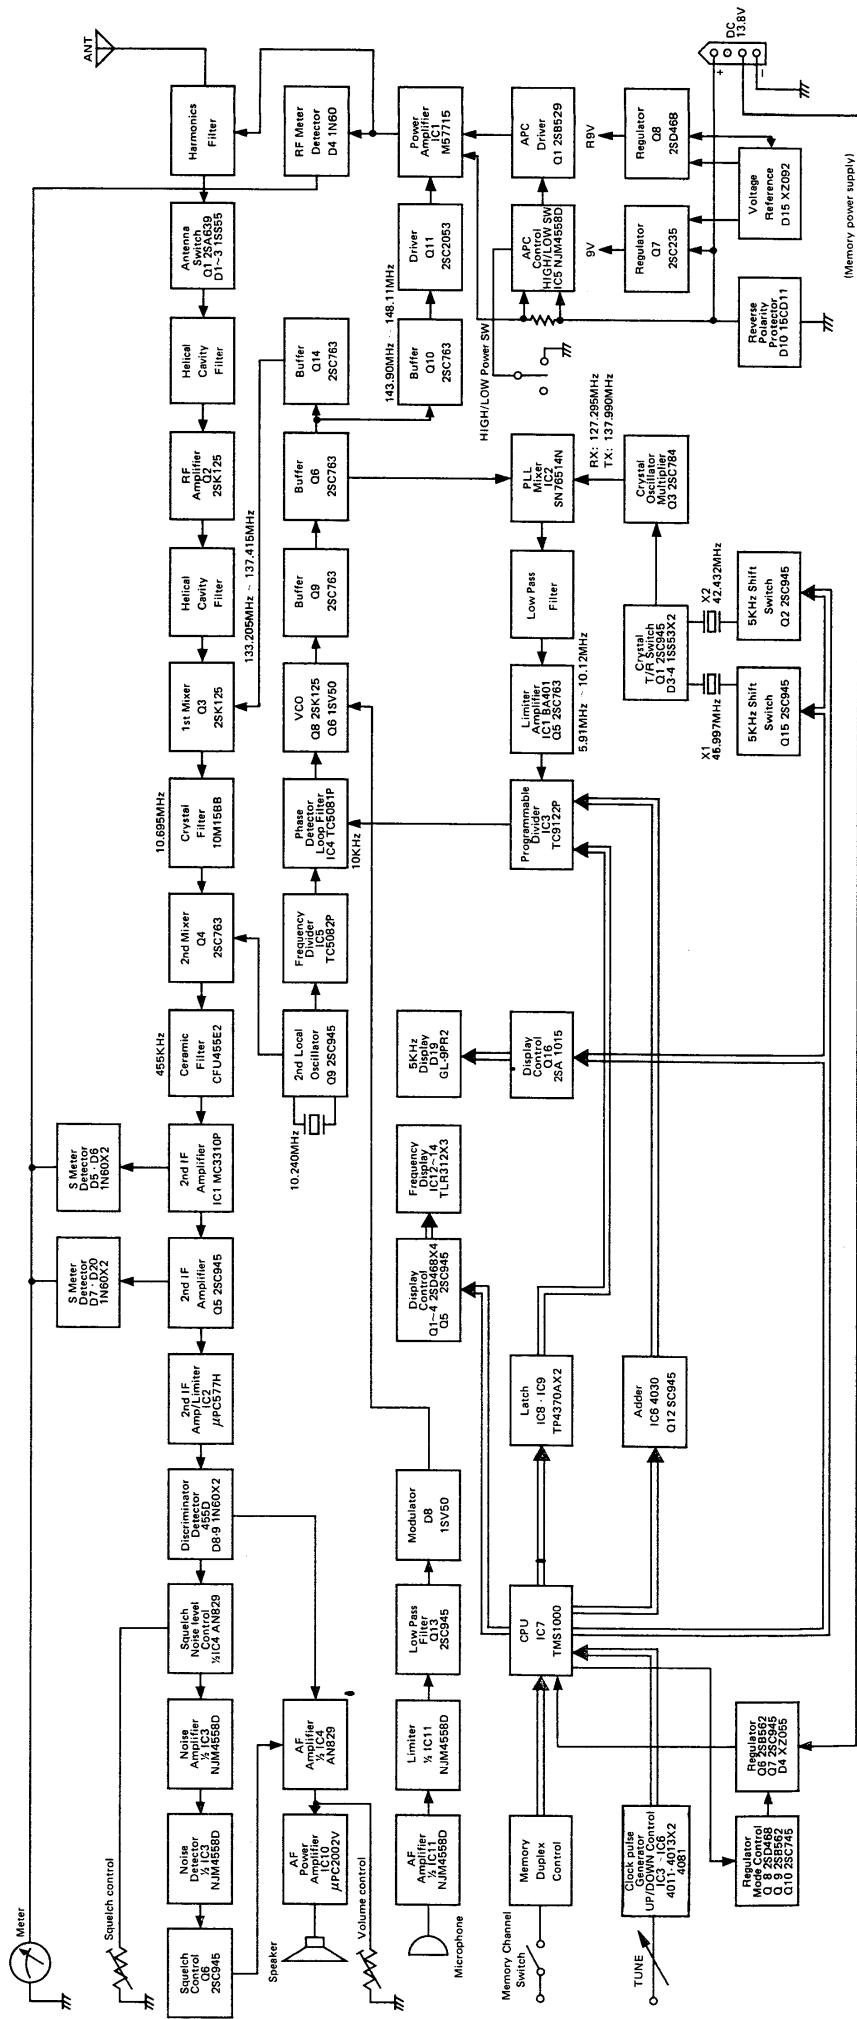 Meter
Squelch control
Squelch
Control
Q6
2SC945
Noise
Detector
½ IC3
NJM4558D
Noise
Amplifier
½ IC3
NJM4558D
Squelch
Noise level
Control
½IC4 AN829
Discriminator
Detector
455D
D8·9 1N60X2
2nd IF
Amp/Limiter
IC2
μPC577H
2nd IF
Amplifier
Q5 2SC945
S Meter
Detector
D7 · D20
1N60X2
2nd IF
Amplifier
IC1 MC3310P
S Meter
Detector
D5 · D6
1N60X2
455KHz
Ceramic
Filter
CFU455E2
2nd Mixer
Q4
2SC763
10.695MHz
Crystal
Filter
10M15BB
1st Mixer
Q3
2SK125
Helical
Cavity
Filter
RF
Amplifier
Q2
2SK125
Helical
Cavity
Filter
Antenna
Switch
Q1 2SA639
D1~3 1SS55
Harmonics
Filter
ANT
133.205MHz ~ 137.415MHz
Speaker
AF
Power
Amplifier
IC10
μPC2002V
AF
Amplifier
½ IC4
AN829
Volume control
10.240MHz
2nd Local
Oscillator
Q9 2SC945
Frequency
Divider
IC5
TC5082P
Phase
Detector
Loop Filter
IC4 TC5081P
10KHz
VCO
Q8 2SK125
Q6 1SV50
Buffer
Q9
2SC763
Buffer
Q6
2SC763
Buffer
Q14
2SC763
RF Meter
Detector
D4 1N60
Microphone
AF
Amplifier
½ IC11
NJM4558D
Limiter
½ IC11
NJM4558D
Low Pass
Filter
Q13
2SC945
Modulator
D8
1SV50
Display
Control
Q1~4 2SD468X4
Q5 2SC945
Frequency
Display
IC12~14
TLR312X3
5KHz
Display
D19
GL-9PR2
143.90MHz ~ 148.11MHz
Buffer
Q10
2SC763
Driver
Q11
2SC2053
Power
Amplifier
IC1
M57715
HIGH/LOW Power SW
Memory Channel
Switch
Memory
Duplex
Control
CPU
IC7
TMS1000
Latch
IC8 · IC9
TP4370AX2
Display
Control
Q16
2SA 1015
Programmable
Divider
IC3
TC9122P
Limiter
Amplifier
IC1 BA401
Q5 2SC763
5.91MHz ~ 10.12MHz
Low Pass
Filter
PLL
Mixer
IC2
SN76514N
RX: 127.295MHz
TX: 137.990MHz
APC
Control
HIGH/LOW SW
IC5 NJM4558D
APC
Driver
Q1 2SB529
9V
R9V
TUNE
Clock pulse
Generator
UP/DOWN Control
IC3 ~ IC6
4011·4013X2
4081
Adder
IC6 4030
Q12 SC945
Crystal
T/R Switch
Q1 2SC945
D3·4 1SS53X2
Crystal
Oscillator
Multiplier
Q3 2SC784
Regulator
Q7
2SC235
Regulator
Q8
2SD468
X1
45.997MHz
X2
42.432MHz
Regulator
Mode Control
Q 8 2SD468
Q 9 2SB562
Q10 2SC745
Regulator
Q6 2SB562
Q7 2SC945
D4 XZ055
5KHz Shift
Switch
Q15 2SC945
5KHz Shift
Switch
Q2 2SC945
Reverse
Polarity
Protector
D10 15CD11
Voltage
Reference
D15 XZ092
+
−
DC
13.8V
(Memory power supply)